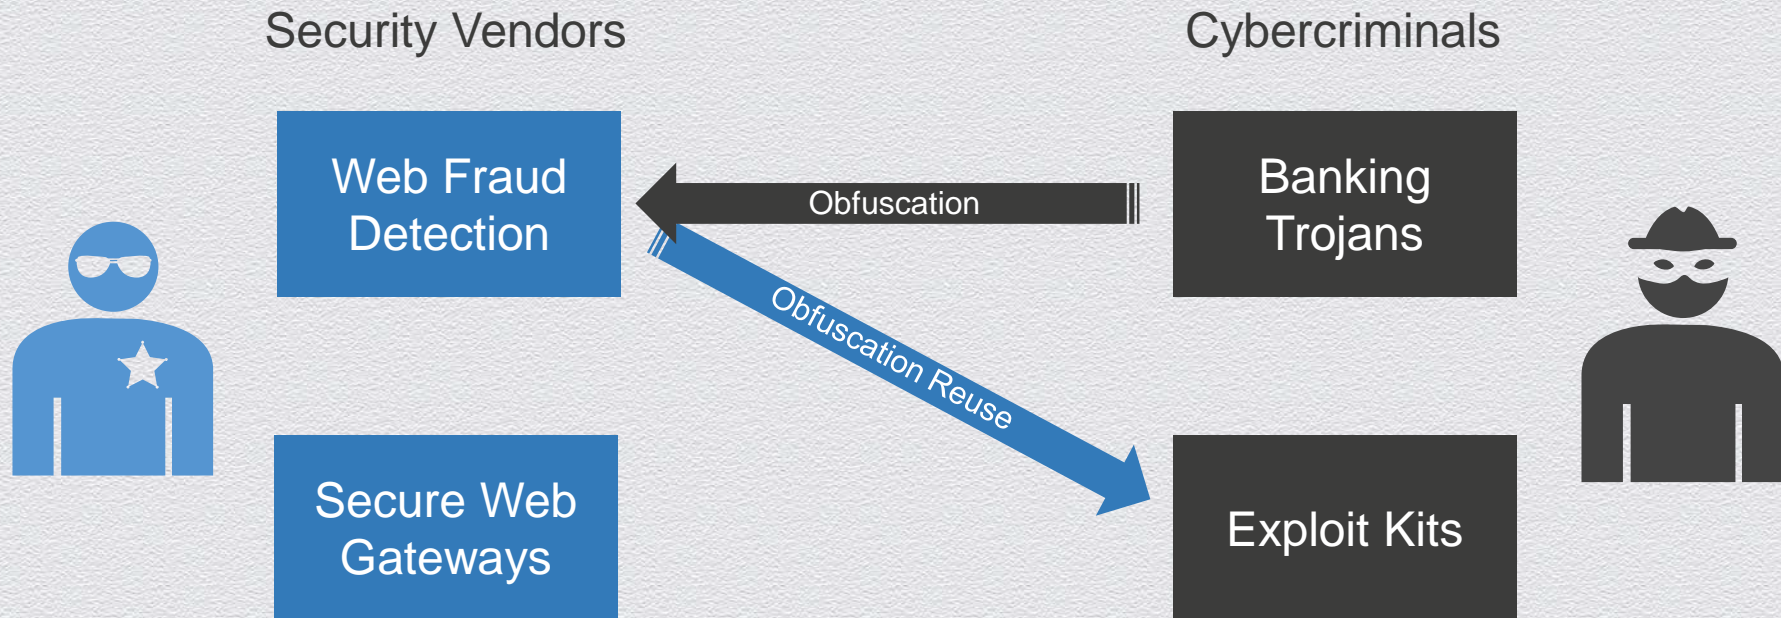 Security Vendors
Cybercriminals
Web Fraud
Detection
Obfuscation
Banking
Trojans
Obfuscation Reuse
Secure Web
Gateways
Exploit Kits